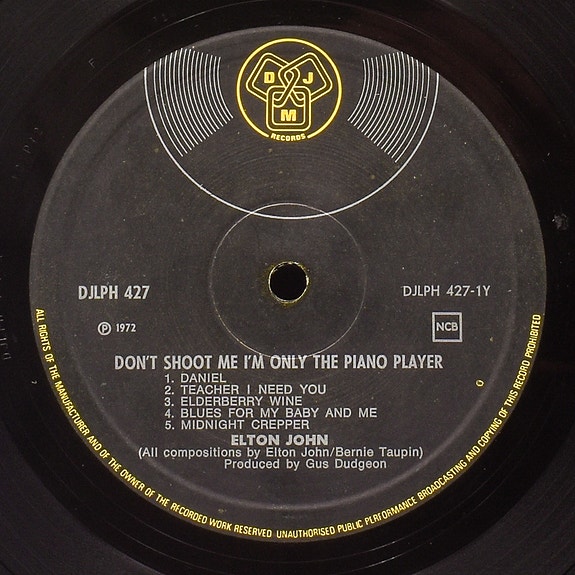 D J
M
RECORDS
DJLPH 427
DJLPH 427-1Y
Ⓟ 1972
NCB
DON'T SHOOT ME I'M ONLY THE PIANO PLAYER
1. DANIEL
2. TEACHER I NEED YOU
3. ELDERBERRY WINE
4. BLUES FOR MY BABY AND ME
5. MIDNIGHT CREPPER
ELTON JOHN
(All compositions by Elton John/Bernie Taupin)
Produced by Gus Dudgeon
ALL RIGHTS OF THE MANUFACTURER AND OF THE OWNER OF THE RECORDED WORK RESERVED UNAUTHORISED PUBLIC PERFORMANCE BROADCASTING AND COPYING OF THIS RECORD PROHIBITED